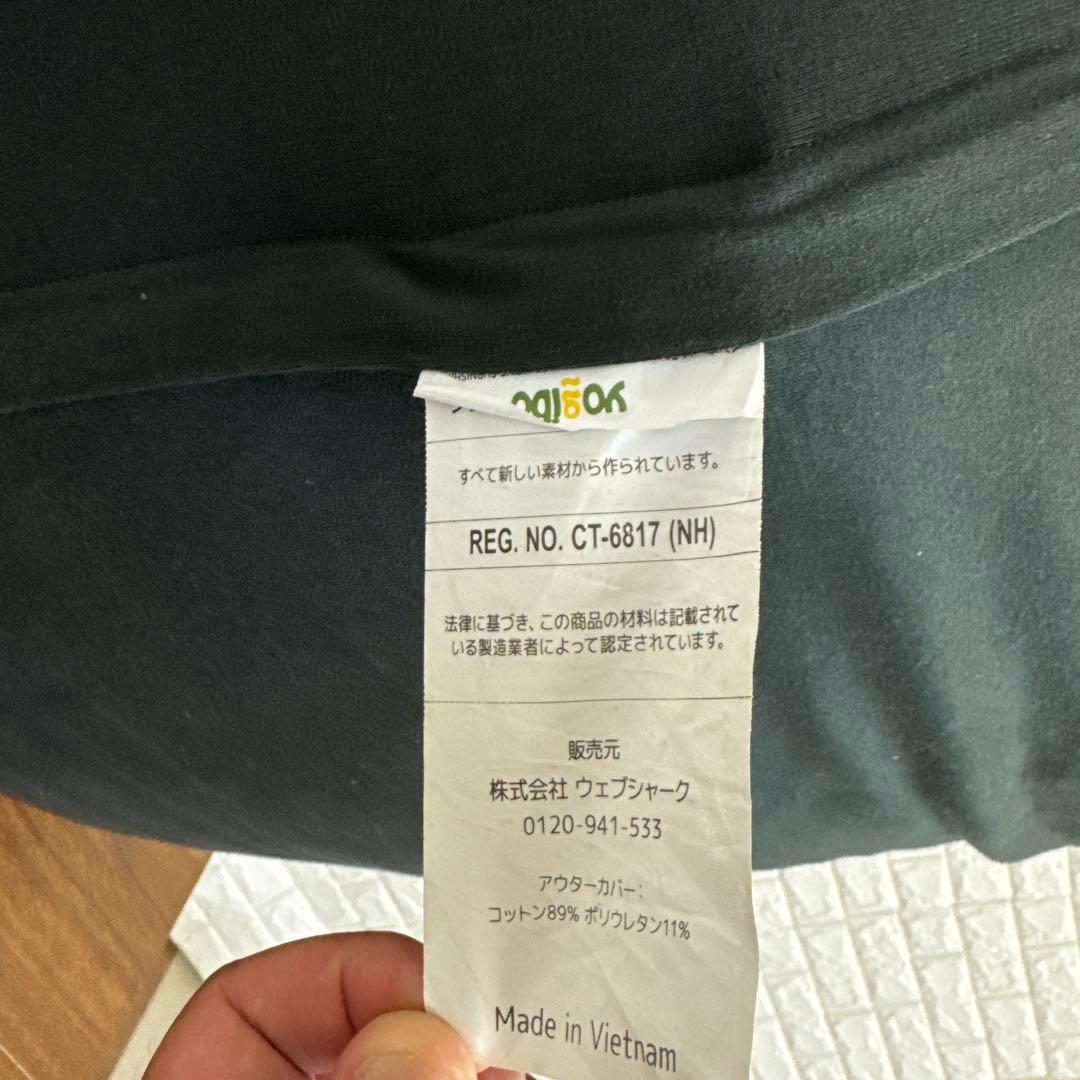 yogibo
すべて新しい素材から作られています。
REG. NO. CT-6817 (NH)
法律に基づき、この商品の材料は記載されて
いる製造業者によって認定されています。
販売元
株式会社 ウェブシャーク
0120-941-533
アウターカバー:
コットン89% ポリウレタン11%
Made in Vietnam